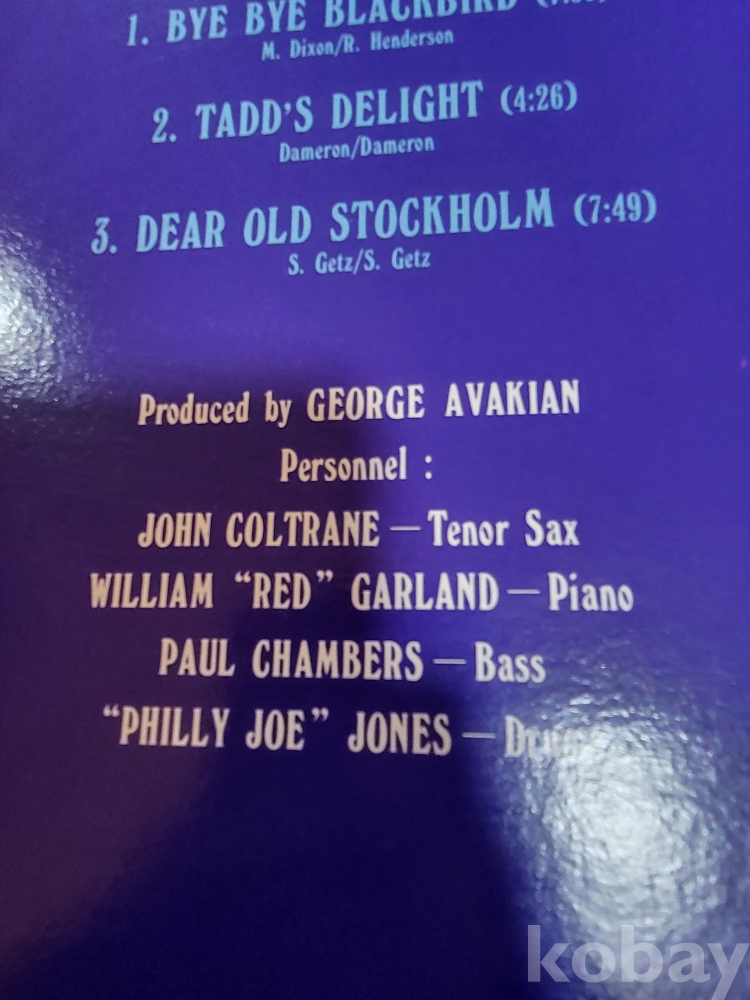 1. BYE BYE BLACKBIRD
M. Dixon/R. Henderson
2. TADD'S DELIGHT (4:26)
Dameron/Dameron
3. DEAR OLD STOCKHOLM (7:49)
S. Getz/S. Getz
Produced by GEORGE AVAKIAN
Personnel :
JOHN COLTRANE — Tenor Sax
WILLIAM “RED” GARLAND — Piano
PAUL CHAMBERS — Bass
“PHILLY JOE” JONES — Drums
kobay